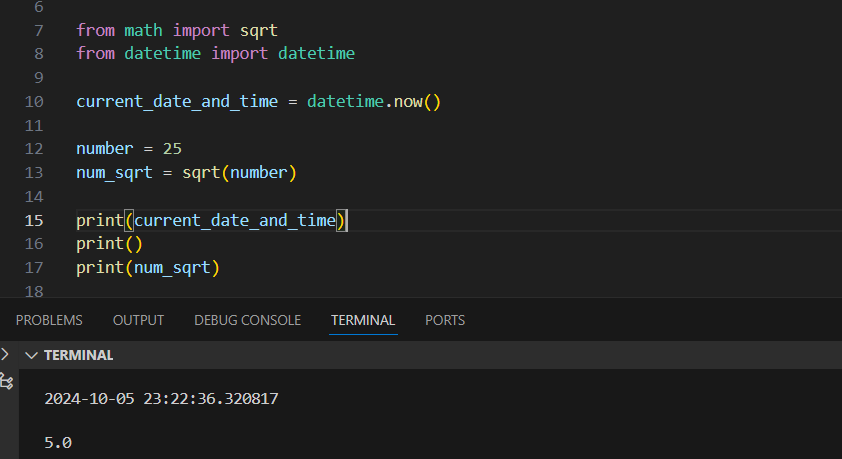 6
7 from math import sqrt
8 from datetime import datetime
9
10 current_date_and_time = datetime.now()
11
12 number = 25
13 num_sqrt = sqrt(number)
14
15 print(current_date_and_time)
16 print()
17 print(num_sqrt)
18
PROBLEMS OUTPUT DEBUG CONSOLE TERMINAL PORTS
TERMINAL
2024-10-05 23:22:36.320817
5.0